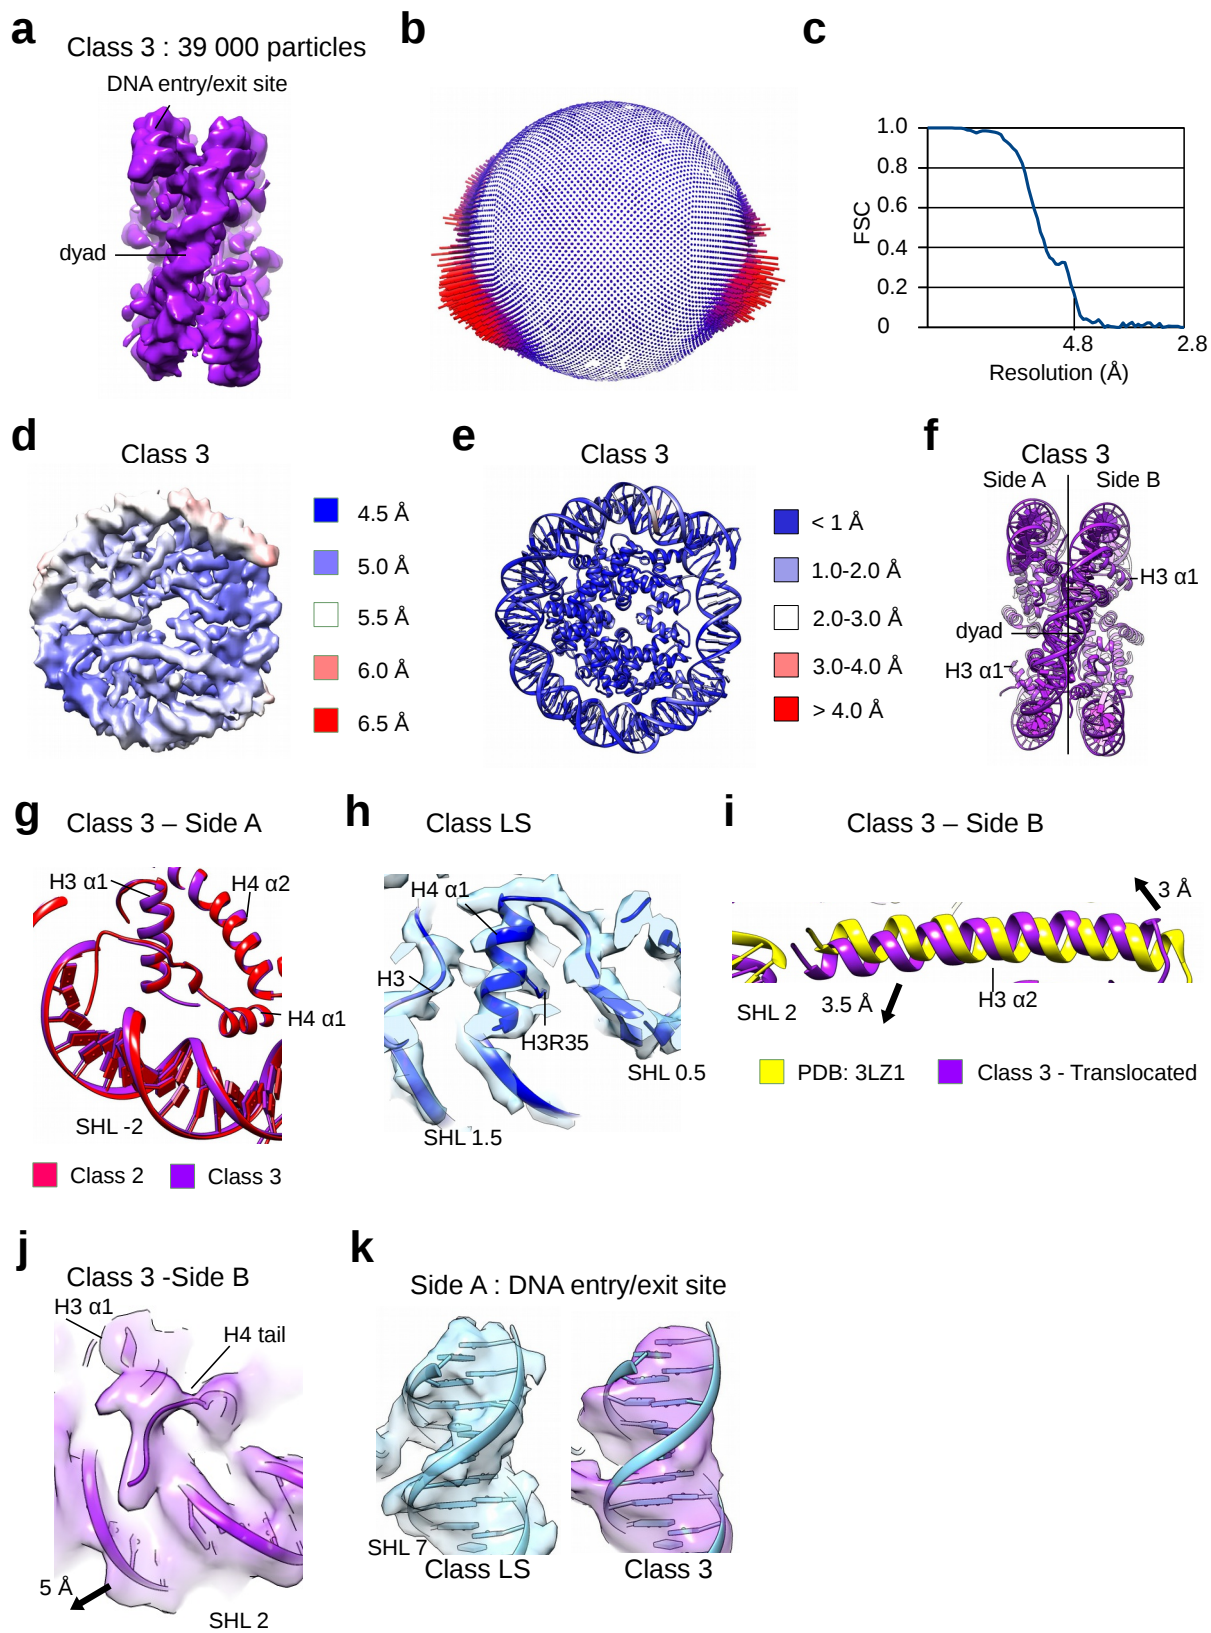 a
Class 3 : 39 000 particles
DNA entry/exit site
dyad
b
c
1.0
0.8
0.6
0.4
0.2
0
FSC
4.8
2.8
Resolution (Å)
d
Class 3
4.5 Å
5.0 Å
5.5 Å
6.0 Å
6.5 Å
e
Class 3
< 1 Å
1.0-2.0 Å
2.0-3.0 Å
3.0-4.0 Å
> 4.0 Å
f
Class 3
Side A
Side B
H3 α1
dyad
H3 α1
g
Class 3 – Side A
H3 α1
H4 α2
H4 α1
SHL -2
Class 2
Class 3
h
Class LS
H4 α1
H3
H3R35
SHL 0.5
SHL 1.5
i
Class 3 – Side B
3 Å
3.5 Å
H3 α2
SHL 2
PDB: 3LZ1
Class 3 - Translocated
j
Class 3 -Side B
H3 α1
H4 tail
5 Å
SHL 2
k
Side A : DNA entry/exit site
SHL 7
Class LS
Class 3